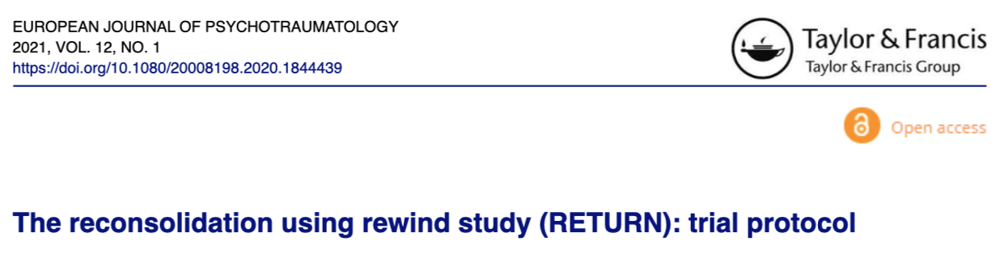 EUROPEAN JOURNAL OF PSYCHOTRAUMATOLOGY
2021, VOL. 12, NO. 1
https://doi.org/10.1080/20008198.2020.1844439
Taylor & Francis
Taylor & Francis Group
Open access
The reconsolidation using rewind study (RETURN): trial protocol